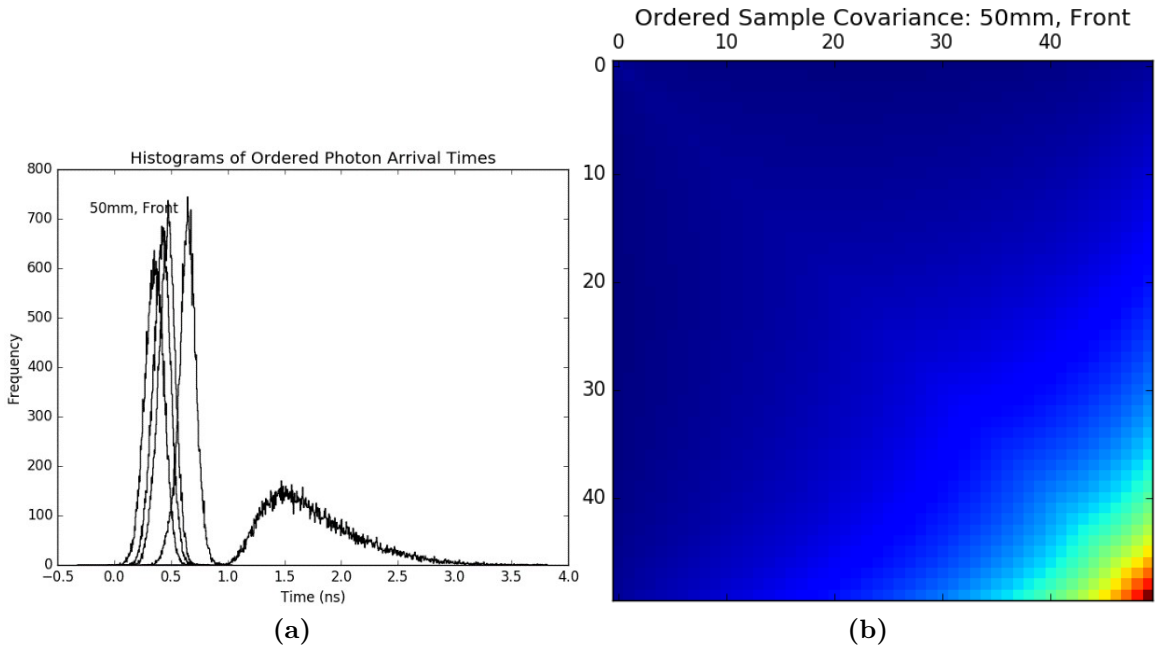 Histograms of Ordered Photon Arrival Times
800
700
600
500
400
300
200
100
0
Frequency
50mm, Front
−0.5 0.0 0.5 1.0 1.5 2.0 2.5 3.0 3.5 4.0
Time (ns)
(a)
Ordered Sample Covariance: 50mm, Front
0 10 20 30 40
0
10
20
30
40
(b)